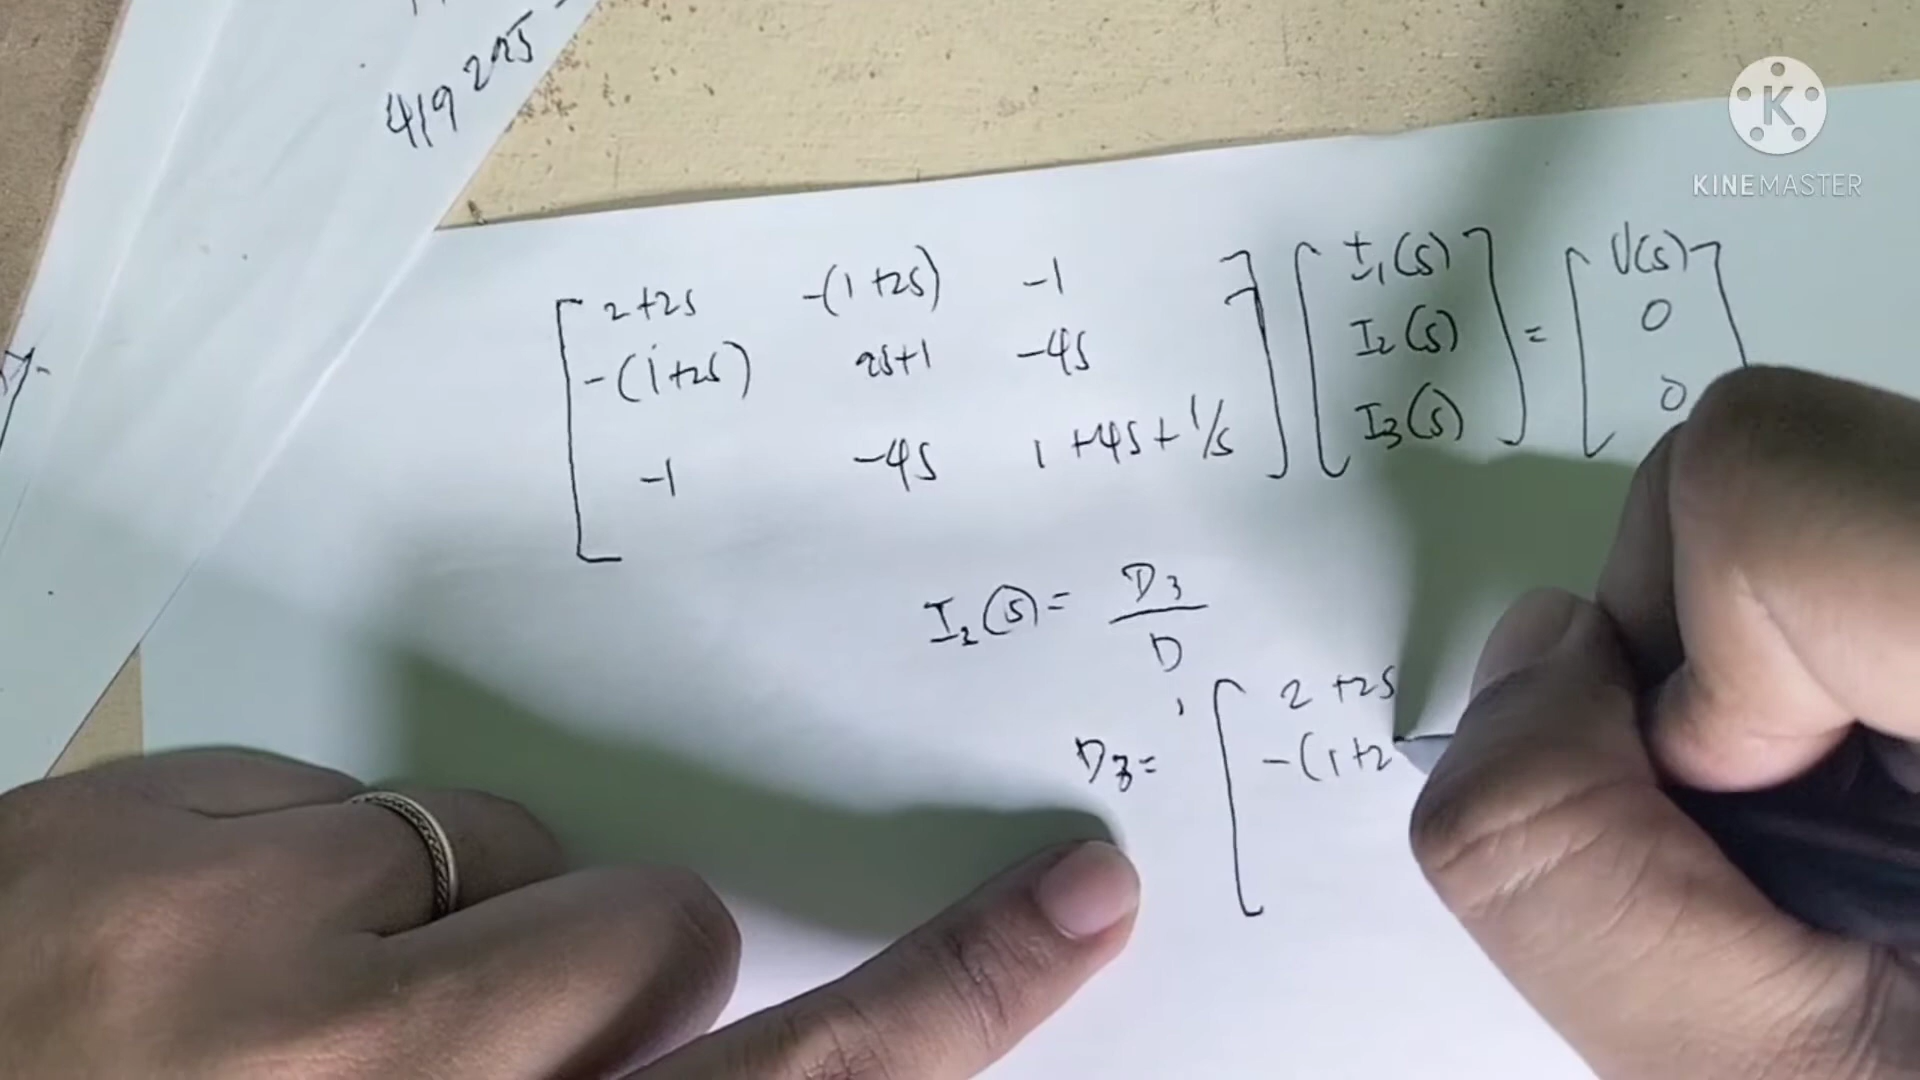 419 225
KINEMASTER
2+2s -(1+2s) -1 I1(s) V(s)
-(1+2s) 2s+1 -4s I2(s) = 0
-1 -4s 1+4s+1/s I3(s) 0
I2(s) = D3
D
D3 = 2+2s
-(1+2